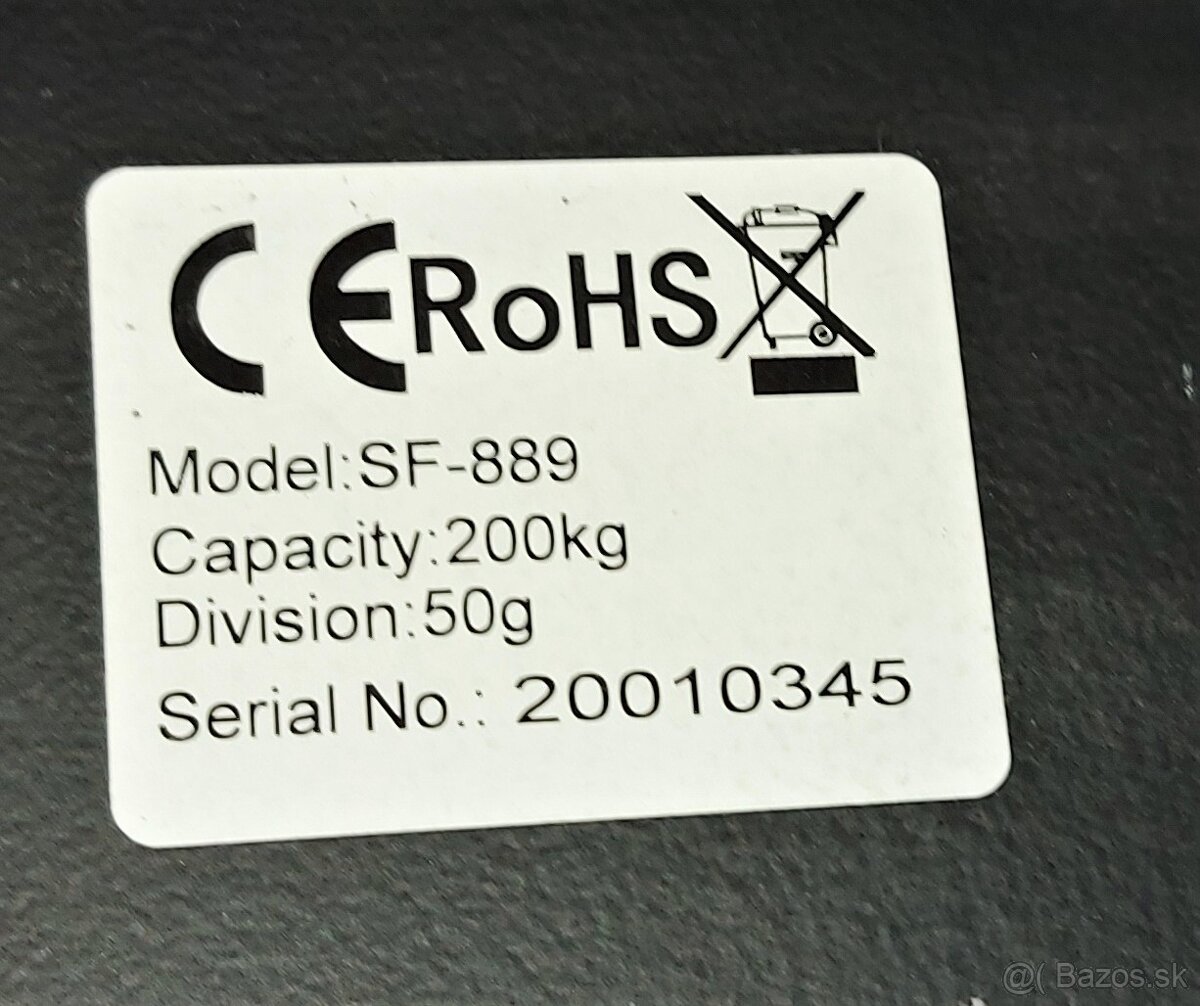 CE RoHS
Model:SF-889
Capacity:200kg
Division:50g
Serial No.: 20010345
@( Bazos.sk